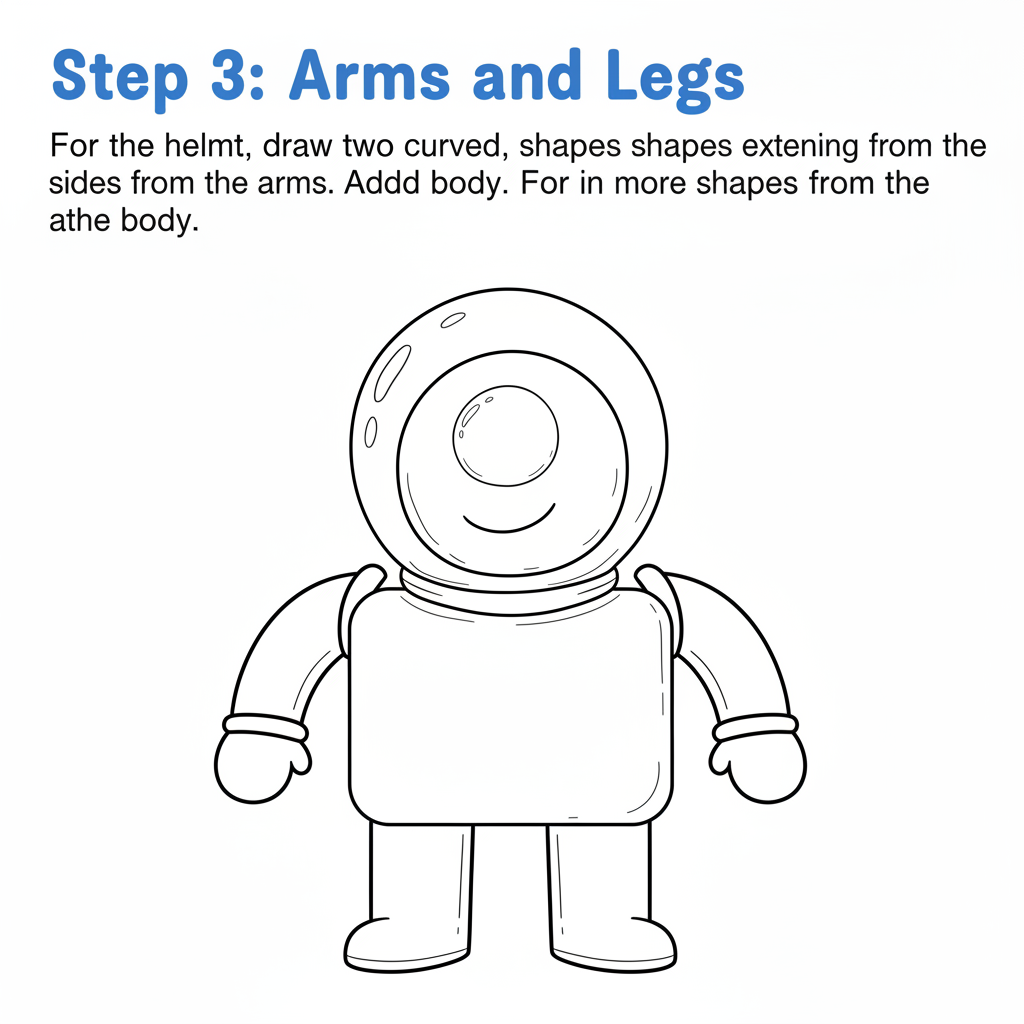 Step 3: Arms and Legs
For the helmt, draw two curved, shapes shapes extening from the
sides from the arms. Addd body. For in more shapes from the
athe body.